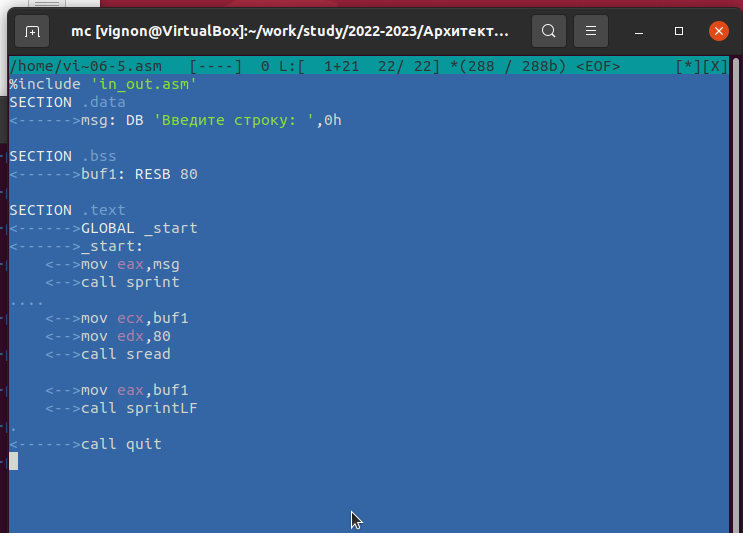 mc [vignon@VirtualBox]:~/work/study/2022-2023/Архитект...
/home/vi~06-5.asm   [----]  0 L:[  1+21  22/ 22] *(288 / 288b) <EOF>      [*][X]
%include 'in_out.asm'
SECTION .data
<------>msg: DB 'Введите строку: ',0h
SECTION .bss
<------>buf1: RESB 80
SECTION .text
<------>GLOBAL _start
<------>_start:
    <-->mov eax,msg
    <-->call sprint
....
    <-->mov ecx,buf1
    <-->mov edx,80
    <-->call sread
    <-->mov eax,buf1
    <-->call sprintLF
.
<------>call quit